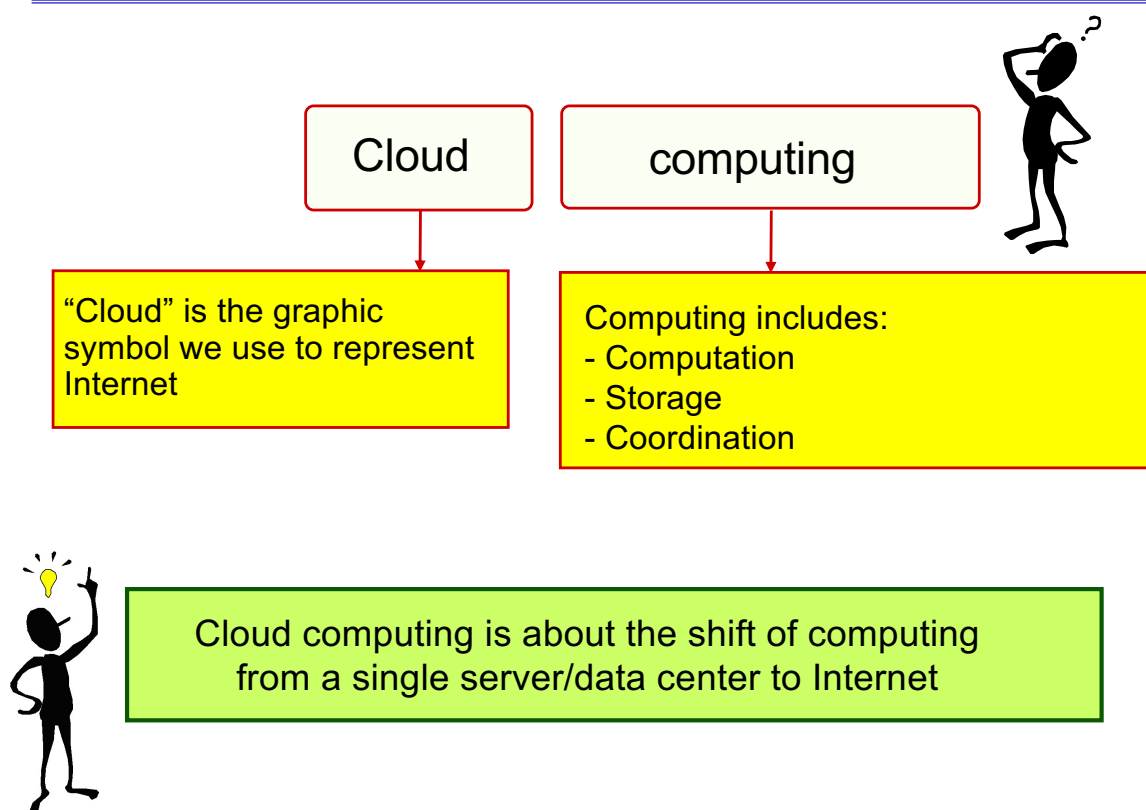 ?
Cloud
computing
“Cloud” is the graphic
symbol we use to represent
Internet
Computing includes:
- Computation
- Storage
- Coordination
Cloud computing is about the shift of computing
from a single server/data center to Internet